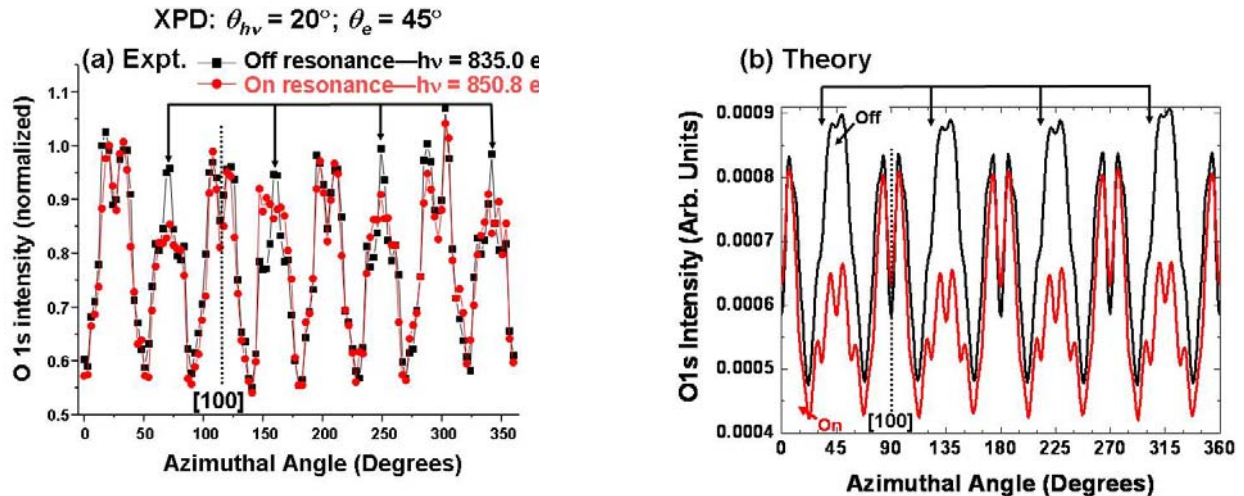 XPD: θhν = 20°; θe = 45°
(a) Expt.
Off resonance—hν = 835.0 e
On resonance—hν = 850.8 e
O 1s intensity (normalized)
1.1
1.0
0.9
0.8
0.7
0.6
0.5
[100]
0 50 100 150 200 250 300 350
Azimuthal Angle (Degrees)
(b) Theory
Off
O1s Intensity (Arb. Units)
0.0009
0.0008
0.0007
0.0006
0.0005
0.0004
On
[100]
0 45 90 135 180 225 270 315 360
Azimuthal Angle (Degrees)